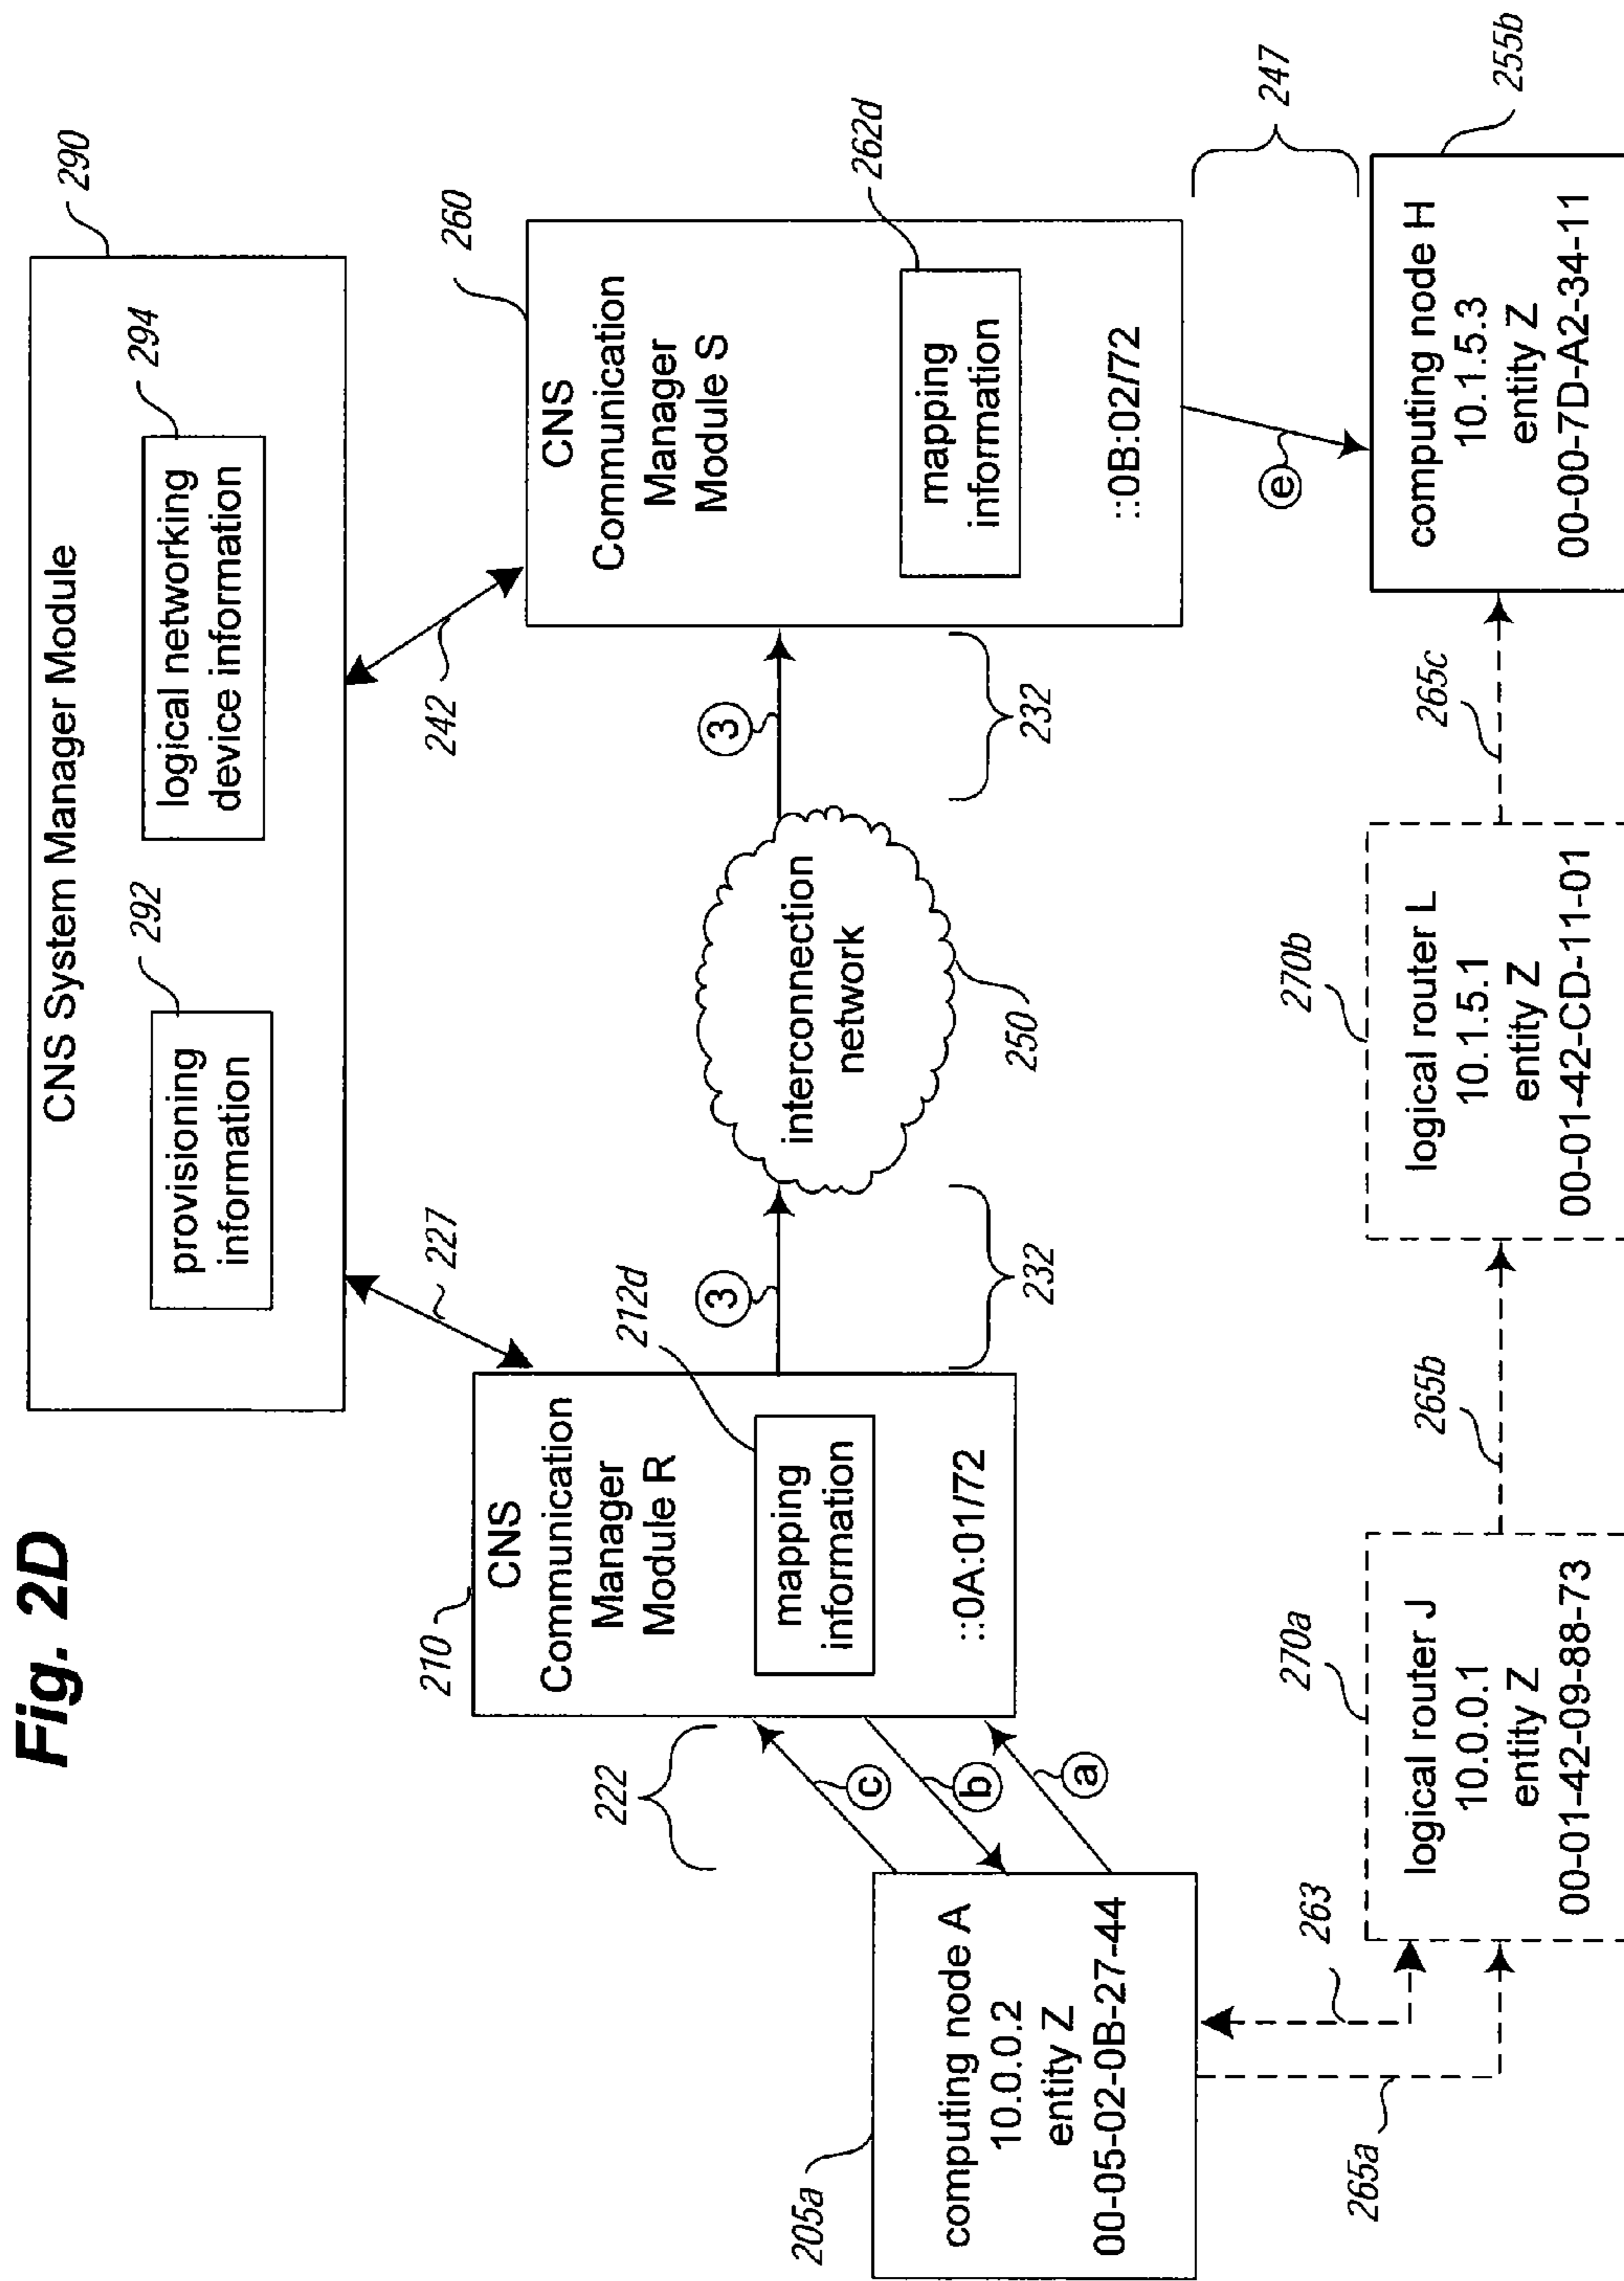 Fig. 2D
CNS System Manager Module
290
provisioning
information
292
logical networking
device information
294
227
242
210
CNS
Communication
Manager
Module R
212d
mapping
information
::0A:01/72
3
232
interconnection
network
250
3
232
260
CNS
Communication
Manager
Module S
262d
mapping
information
::0B:02/72
222
c
b
a
e
247
205a
computing node A
10.0.0.2
entity Z
00-05-02-0B-27-44
263
265a
270a
logical router J
10.0.0.1
entity Z
00-01-42-09-88-73
265b
270b
logical router L
10.1.5.1
entity Z
00-01-42-CD-11-01
265c
255b
computing node H
10.1.5.3
entity Z
00-00-7D-A2-34-11